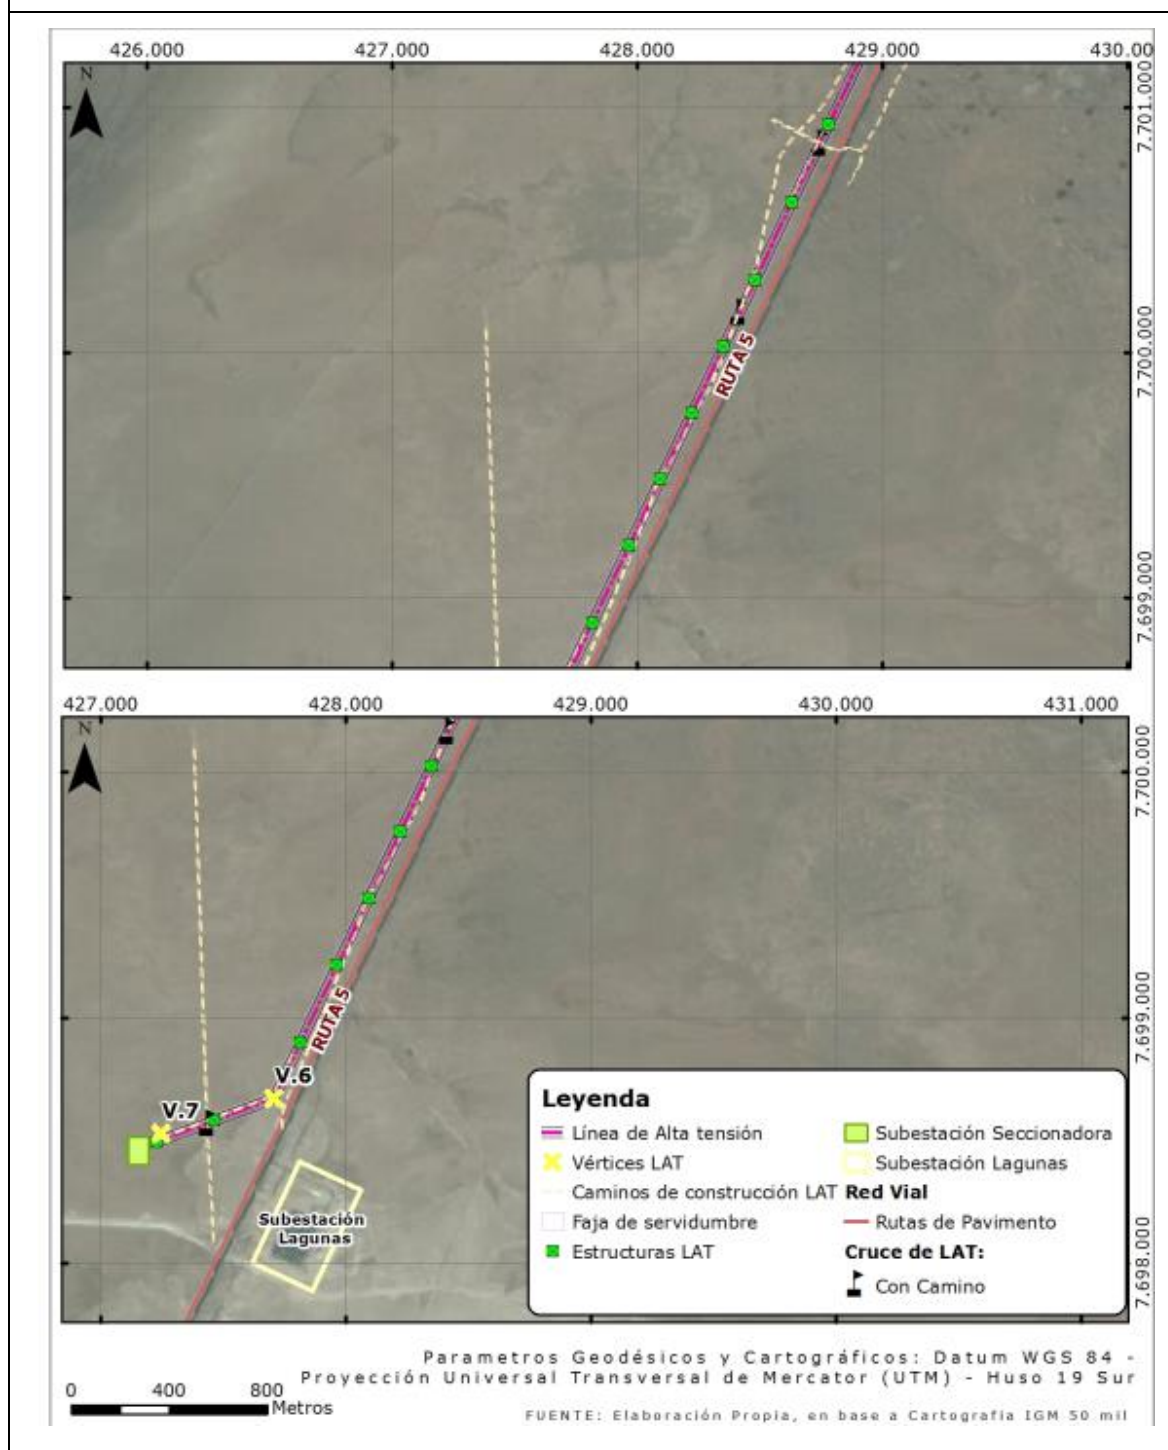 426.000 427.000 428.000 429.000 430.00
N
7.701.000
7.700.000
RUTA 5
7.699.000
427.000 428.000 429.000 430.000 431.000
N
7.700.000
7.699.000
RUTA 5
V.6
V.7
Subestación
Lagunas
7.698.000
Leyenda
Línea de Alta tensión
Vértices LAT
Caminos de construcción LAT
Faja de servidumbre
Estructuras LAT
Subestación Seccionadora
Subestación Lagunas
Red Vial
Rutas de Pavimento
Cruce de LAT:
Con Camino
Parametros Geodésicos y Cartográficos: Datum WGS 84 -
Proyección Universal Transversal de Mercator (UTM) - Huso 19 Sur
0 400 800
Metros
FUENTE: Elaboración Propia, en base a Cartografia IGM 50 mil